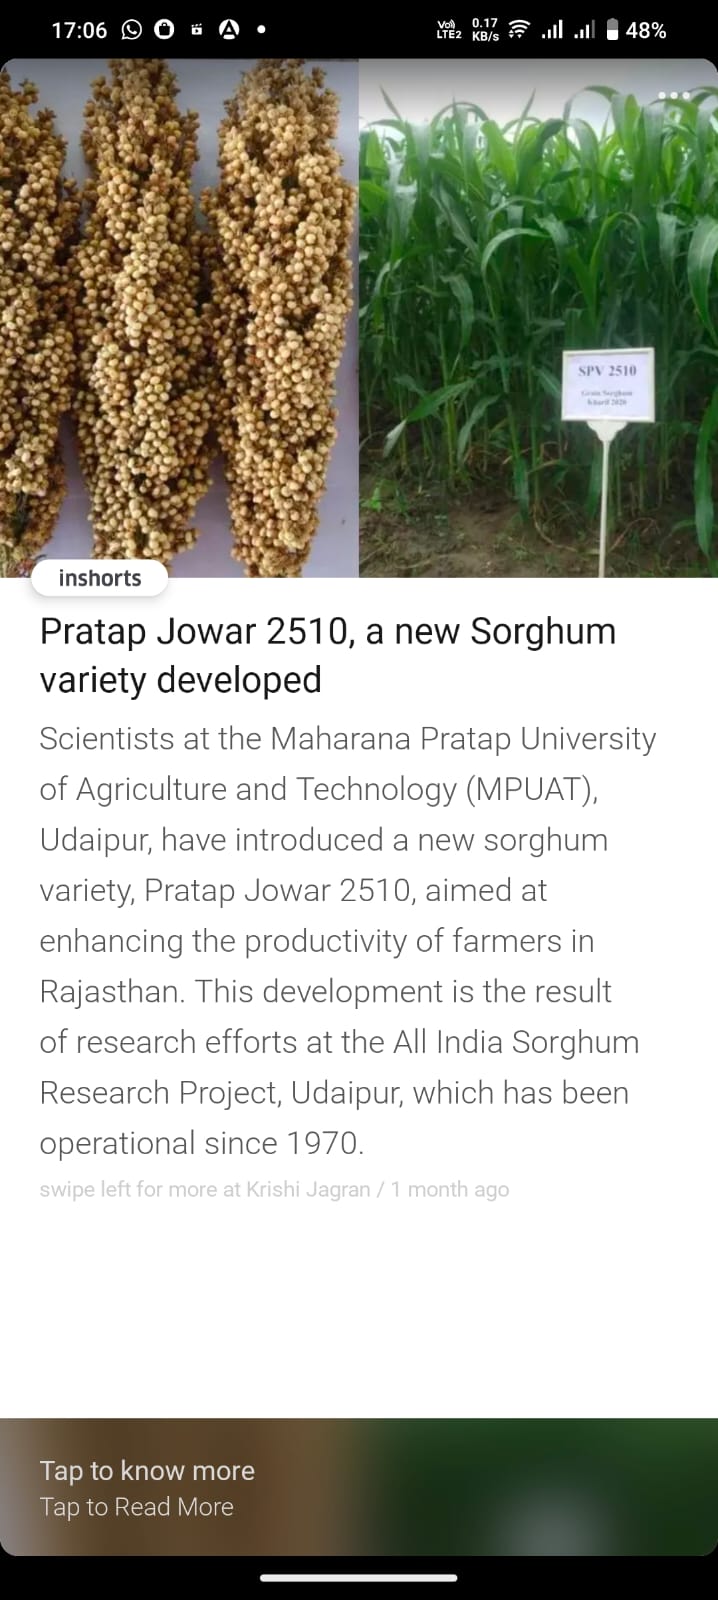 17:06
Vo))
LTE2
0.17
KB/s
48%
SPV 2510
Grain Sorghum
Kharif 2020
inshorts
Pratap Jowar 2510, a new Sorghum
variety developed
Scientists at the Maharana Pratap University
of Agriculture and Technology (MPUAT),
Udaipur, have introduced a new sorghum
variety, Pratap Jowar 2510, aimed at
enhancing the productivity of farmers in
Rajasthan. This development is the result
of research efforts at the All India Sorghum
Research Project, Udaipur, which has been
operational since 1970.
swipe left for more at Krishi Jagran / 1 month ago
Tap to know more
Tap to Read More